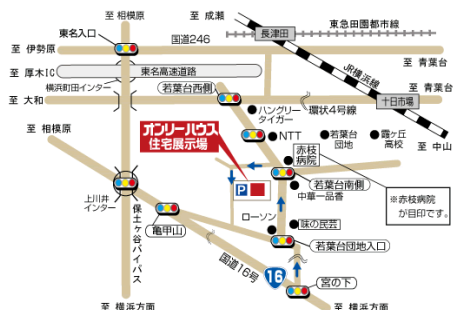 至 相模原
至 成瀬
東急田園都市線
長津田
東名入口
国道246
至 伊勢原
至 青葉台
JR横浜線
至 厚木IC
東名高速道路
横浜町田インター
若葉台西側
至 青葉台
至 大和
ハングリー
タイガー
環状4号線
十日市場
至 相模原
オンリーハウス
住宅展示場
NTT
若葉台
団地
霧ヶ丘
高校
至 中山
赤枝
病院
P
若葉台南側
中華一品香
※赤枝病院
が目印です。
上川井
インター
保土ヶ谷バイパス
亀甲山
ローソン
味の民芸
若葉台団地入口
国道16号
16
宮の下
至 横浜方面
至 横浜方面